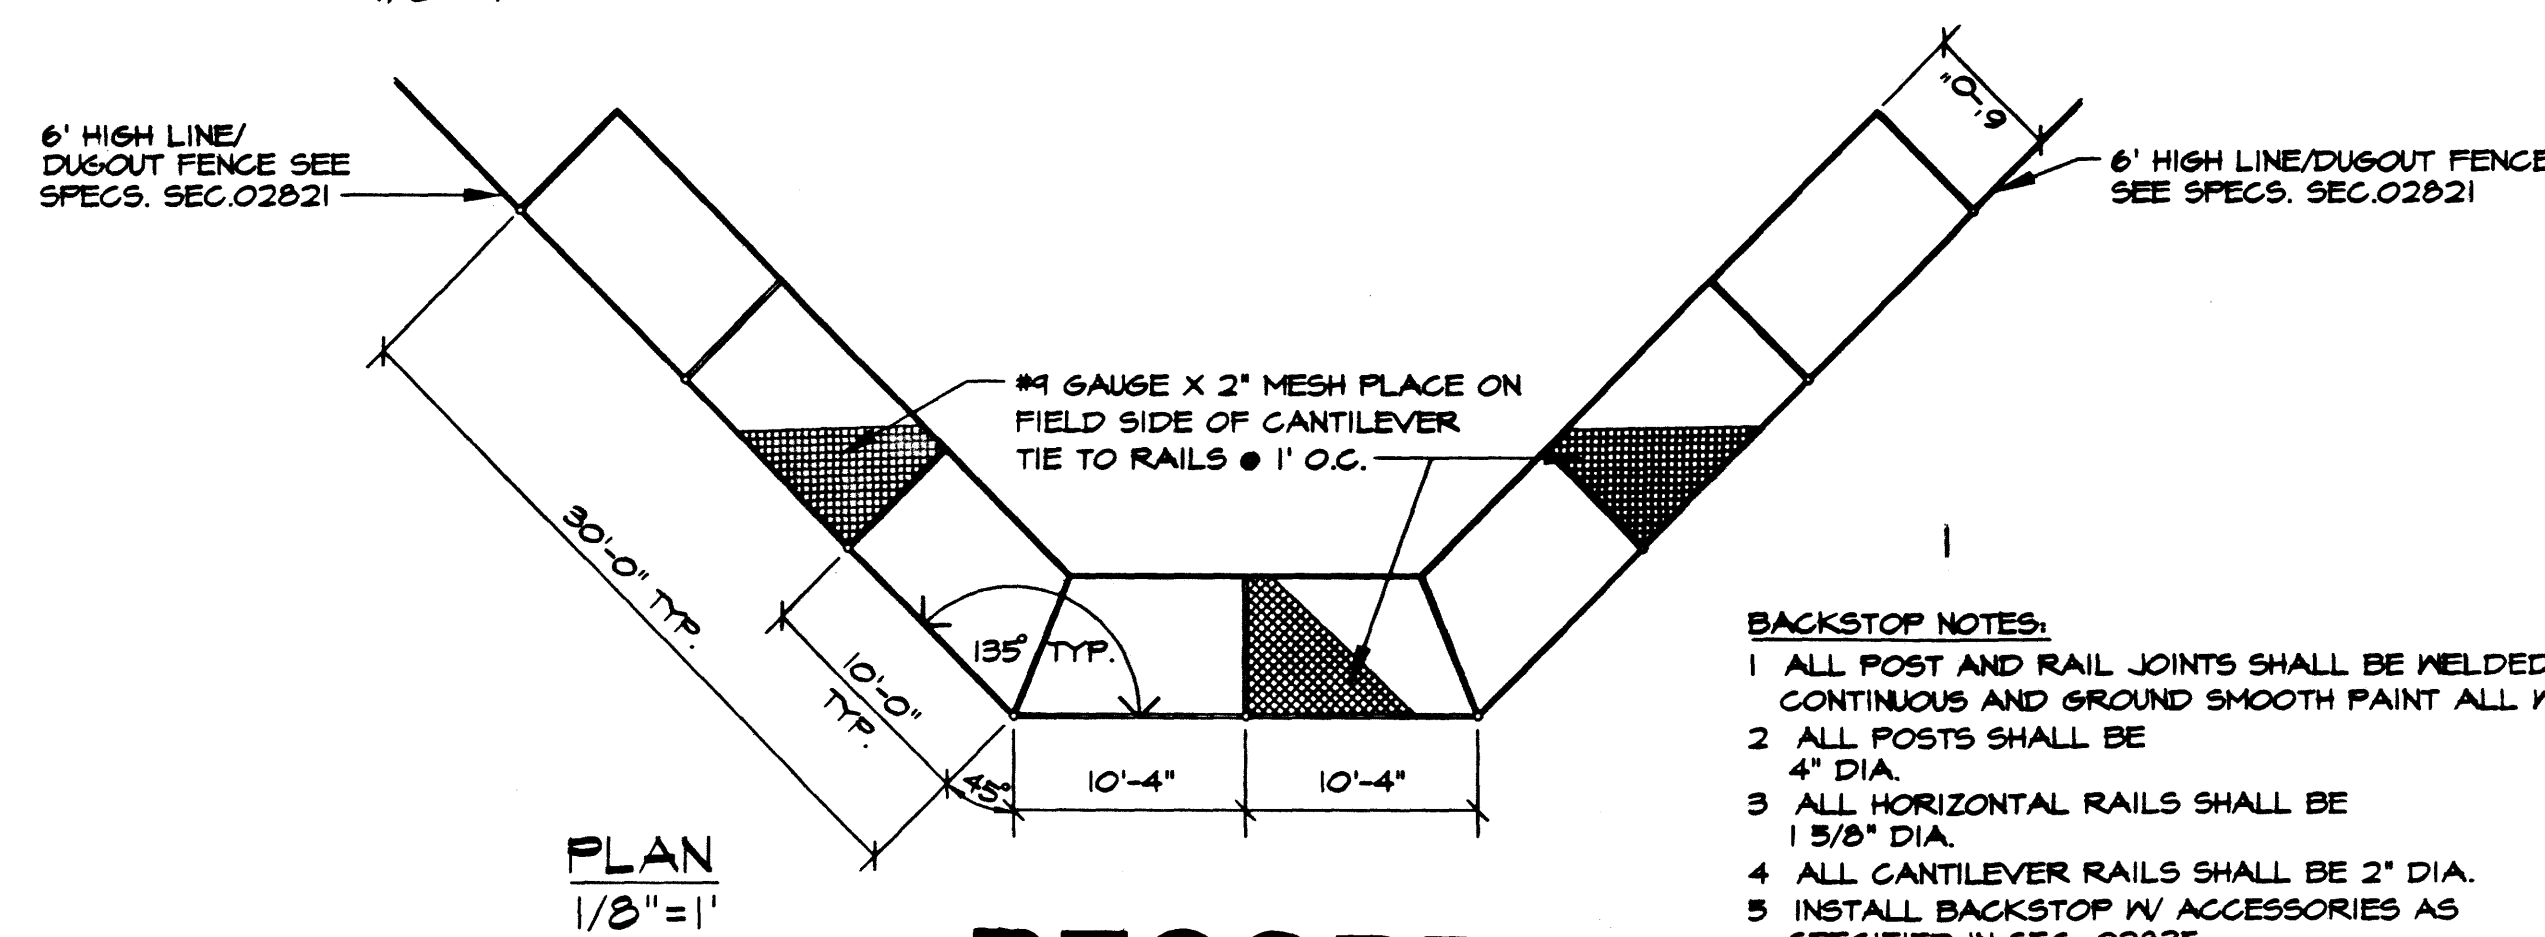 6' HIGH LINE/
DUGOUT FENCE SEE
SPECS. SEC.02821
6'-0"
6' HIGH LINE/DUGOUT FENCE
SEE SPECS. SEC.02821
#9 GAUGE X 2" MESH PLACE ON
FIELD SIDE OF CANTILEVER
TIE TO RAILS @ 1' O.C.
30'-0" TYP.
10'-0"
TYP.
135° TYP.
45°
10'-4"
10'-4"
PLAN
1/8"=1'
BACKSTOP NOTES:
1 ALL POST AND RAIL JOINTS SHALL BE WELDED
CONTINUOUS AND GROUND SMOOTH PAINT ALL
2 ALL POSTS SHALL BE
4" DIA.
3 ALL HORIZONTAL RAILS SHALL BE
1 5/8" DIA.
4 ALL CANTILEVER RAILS SHALL BE 2" DIA.
5 INSTALL BACKSTOP W/ ACCESSORIES AS